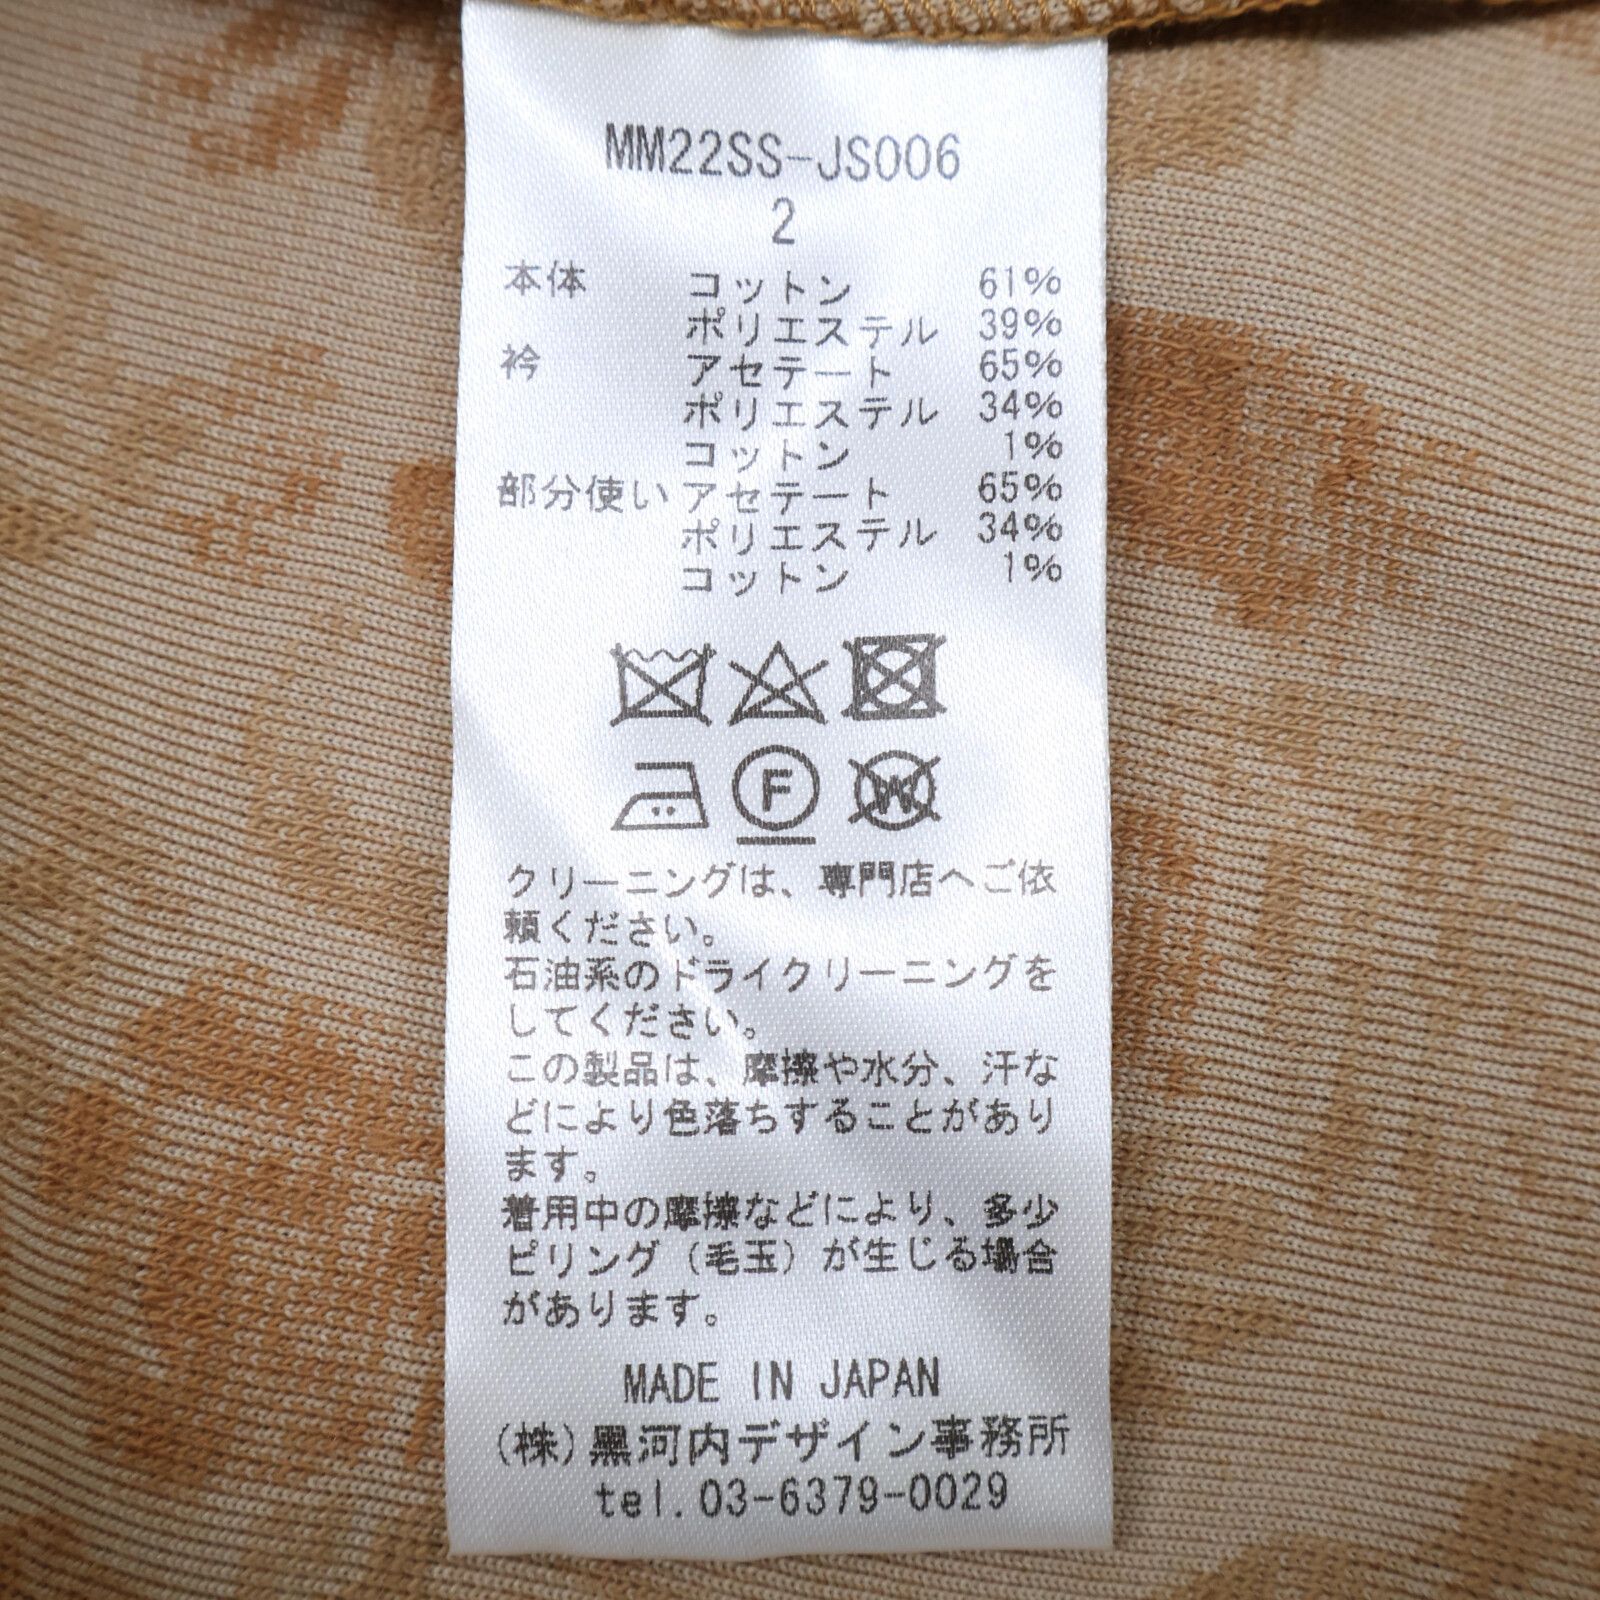 MM22SS-JS006
2
本体 コットン 61%
ポリエステル 39%
衿 アセテート 65%
ポリエステル 34%
コットン 1%
部分使い アセテート 65%
ポリエステル 34%
コットン 1%
F W
クリーニングは、専門店へご依
頼ください。
石油系のドライクリーニングを
してください。
この製品は、摩擦や水分、汗な
どにより色落ちすることがあり
ます。
着用中の摩擦などにより、多少
ピリング(毛玉)が生じる場合
があります。
MADE IN JAPAN
(株)黒河内デザイン事務所
tel.03-6379-0029